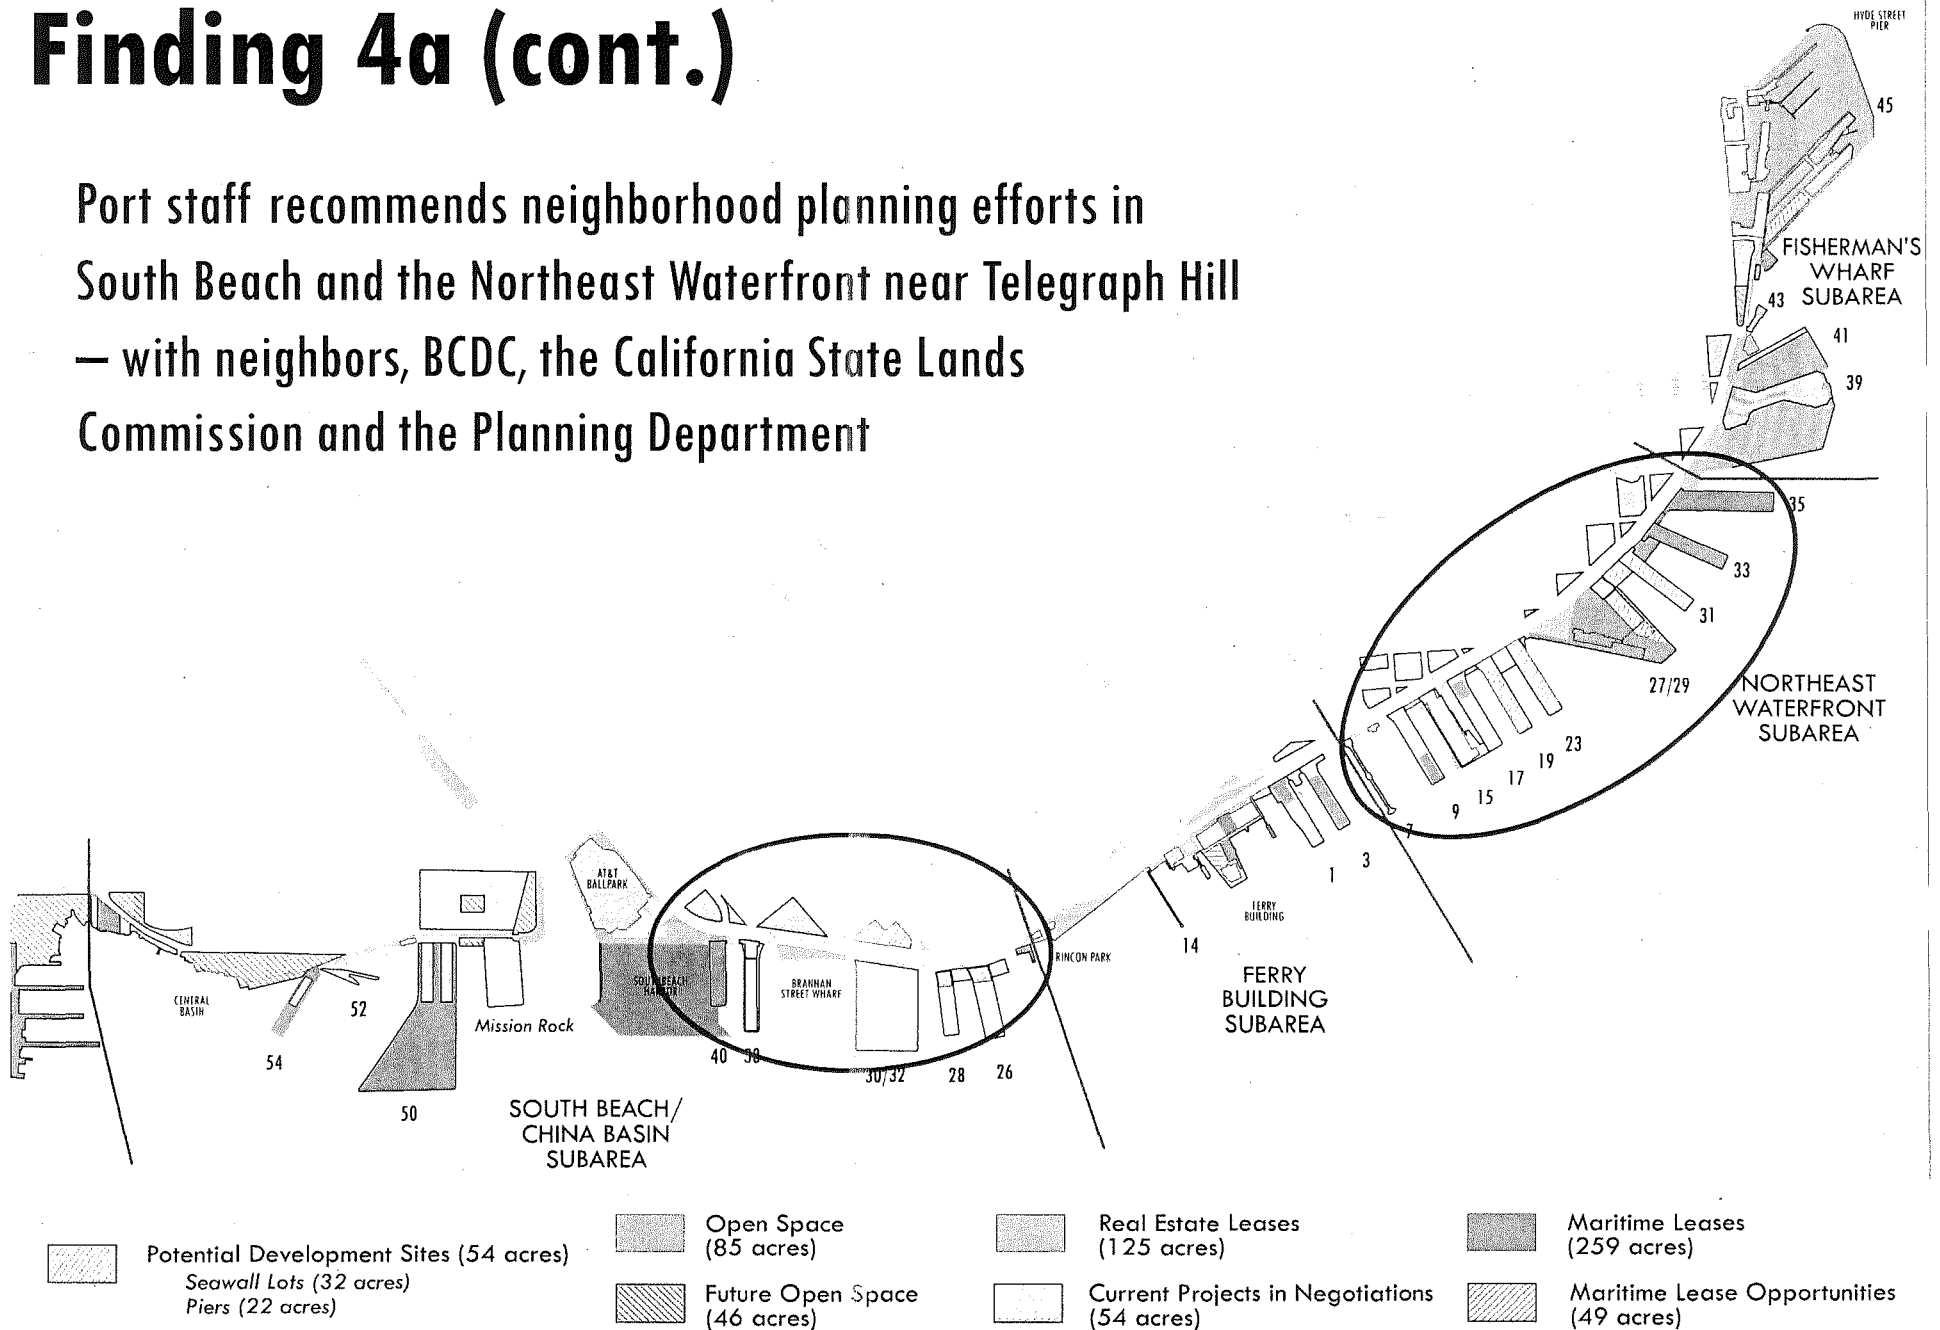 Finding 4a (cont.)
Port staff recommends neighborhood planning efforts in
South Beach and the Northeast Waterfront near Telegraph Hill
– with neighbors, BCDC, the California State Lands
Commission and the Planning Department
HYDE STREET
PIER
45
FISHERMAN'S
WHARF
SUBAREA
43
41
39
35
33
31
27/29
NORTHEAST
WATERFRONT
SUBAREA
23
19
17
15
9
7
3
1
FERRY
BUILDING
14
FERRY
BUILDING
SUBAREA
RINCON PARK
AT&T
BALLPARK
SOUTH BEACH
HARBOR
BRANNAN
STREET WHARF
40
38
30/32
28
26
Mission Rock
CENTRAL
BASIN
52
54
50
SOUTH BEACH/
CHINA BASIN
SUBAREA
Potential Development Sites (54 acres)
Seawall Lots (32 acres)
Piers (22 acres)
Open Space
(85 acres)
Future Open Space
(46 acres)
Real Estate Leases
(125 acres)
Current Projects in Negotiations
(54 acres)
Maritime Leases
(259 acres)
Maritime Lease Opportunities
(49 acres)